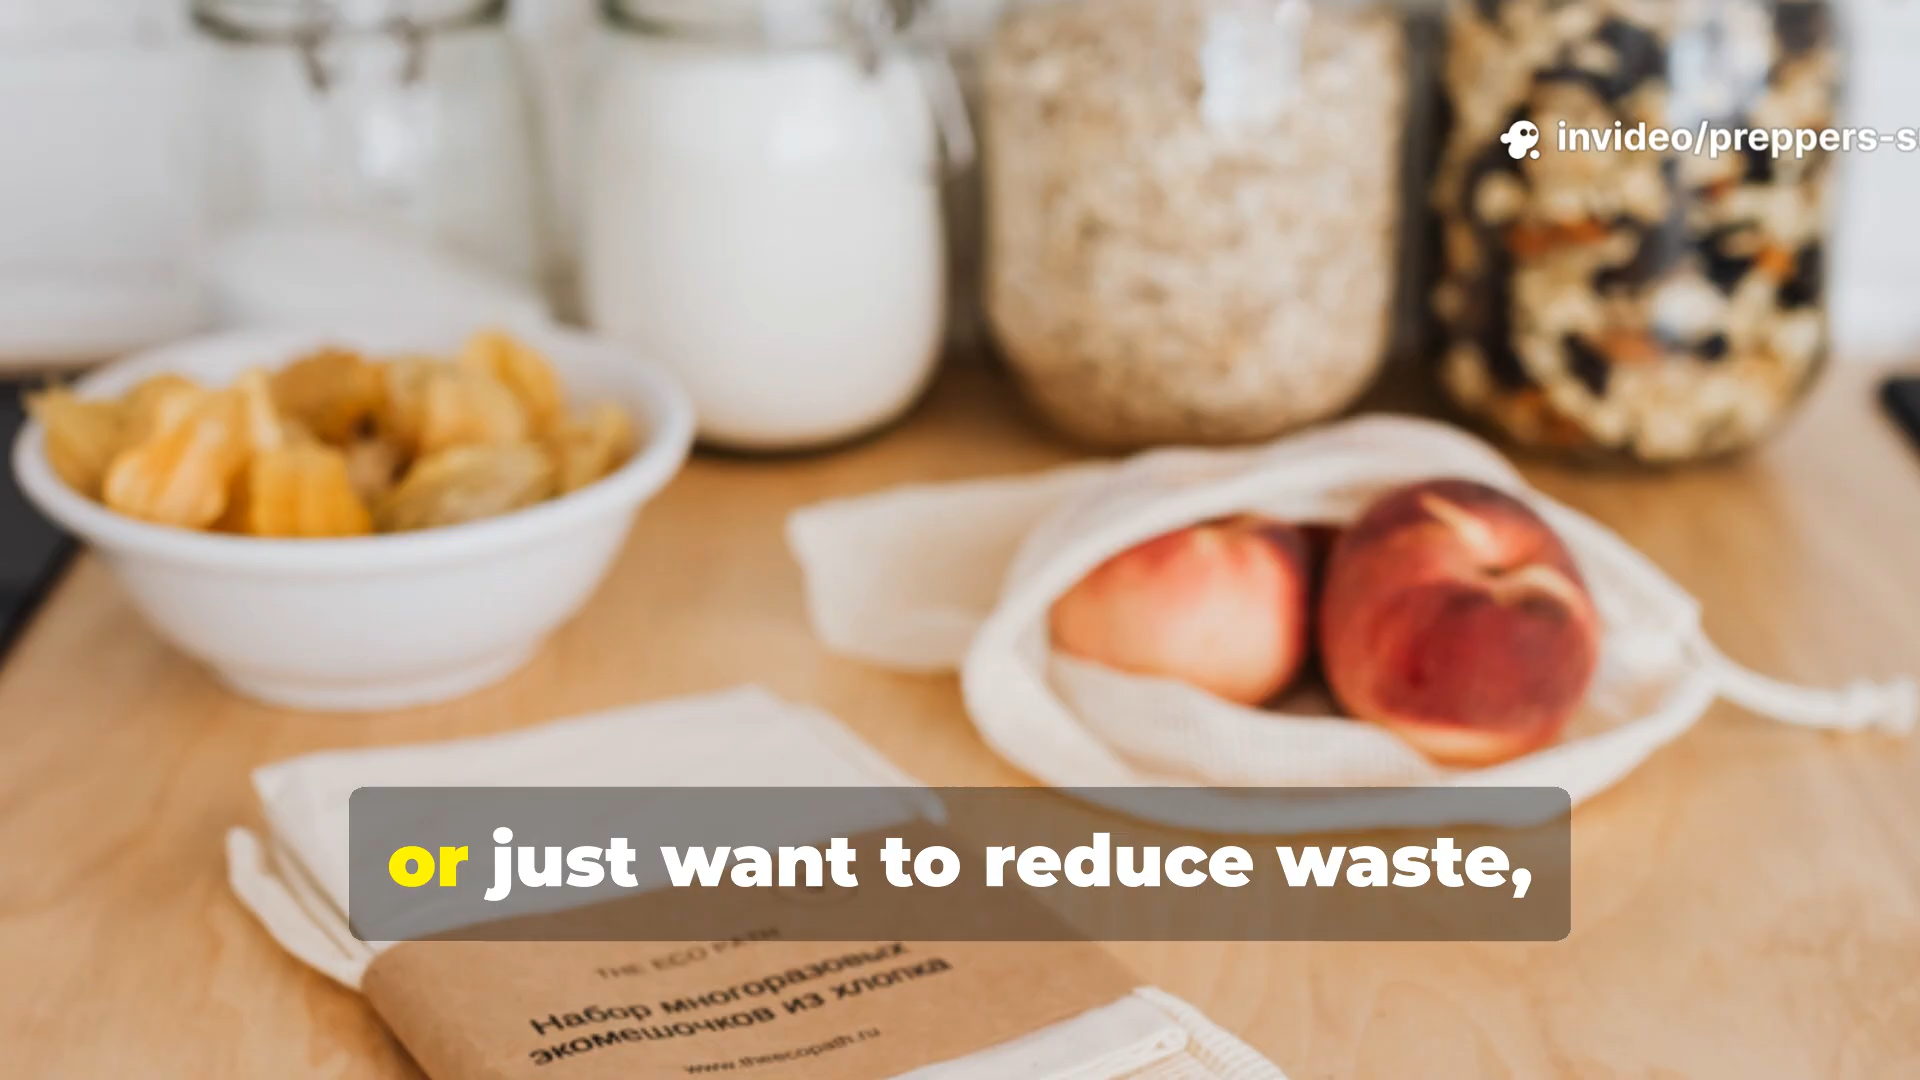 invideo/preppers-s
or just want to reduce waste,
THE ECO PATH
Набор многоразовых
экомешочков из хлопка
www.theecopath.ru